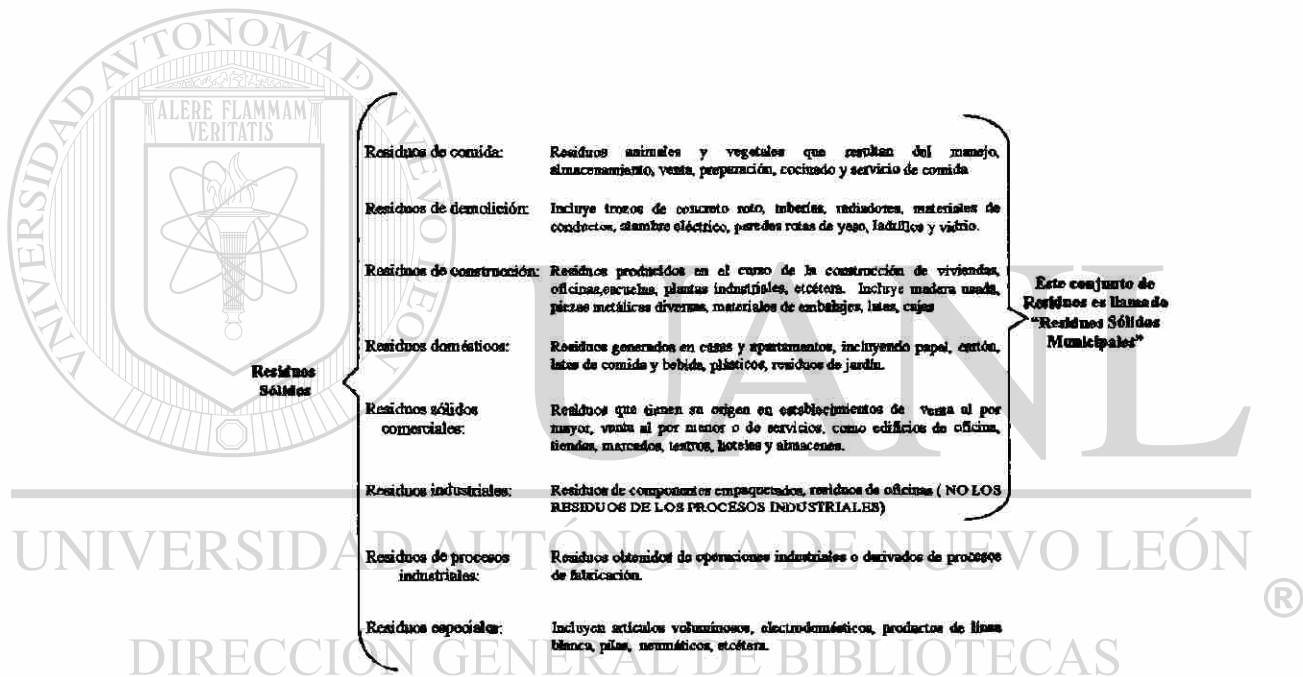 UNIVERSIDAD AUTONOMA DE NUEVO LEÓN
ALERE FLAMMAM
VERITATIS
Residuos
Sólidos
Residuos de comida:
Residuos animales y vegetales que resultan del manejo,
almacenamiento, venta, preparación, cocinado y servicio de comida
Residuos de demolición:
Incluye trozos de concreto roto, tuberías, radiadores, materiales de
conductos, alambre eléctrico, paredes rotas de yeso, ladrillos y vidrio.
Residuos de construcción:
Residuos producidos en el curso de la construcción de viviendas,
oficinas,escuelas, plantas industriales, etcétera. Incluye madera usada,
piezas metálicas diversas, materiales de embalajes, latas, cajas
Residuos domésticos:
Residuos generados en casas y apartamentos, incluyendo papel, cartón,
latas de comida y bebida, plásticos, residuos de jardín.
Residuos sólidos
comerciales:
Residuos que tienen su origen en establecimientos de venta al por
mayor, venta al por menor o de servicios, como edificios de oficina,
tiendas, mercados, teatros, hoteles y almacenes.
Residuos industriales:
Residuos de componentes empaquetados, residuos de oficinas ( NO LOS
RESIDUOS DE LOS PROCESOS INDUSTRIALES)
Residuos de procesos
industriales:
Residuos obtenidos de operaciones industriales o derivados de procesos
de fabricación.
Residuos especiales:
Incluyen artículos voluminosos, electrodomésticos, productos de línea
blanca, pilas, neumáticos, etcétera.
Este conjunto de
Residuos es llamado
"Residuos Sólidos
Municipales"
UANL
UNIVERSIDAD AUTÓNOMA DE NUEVO LEÓN
®
DIRECCIÓN GENERAL DE BIBLIOTECAS